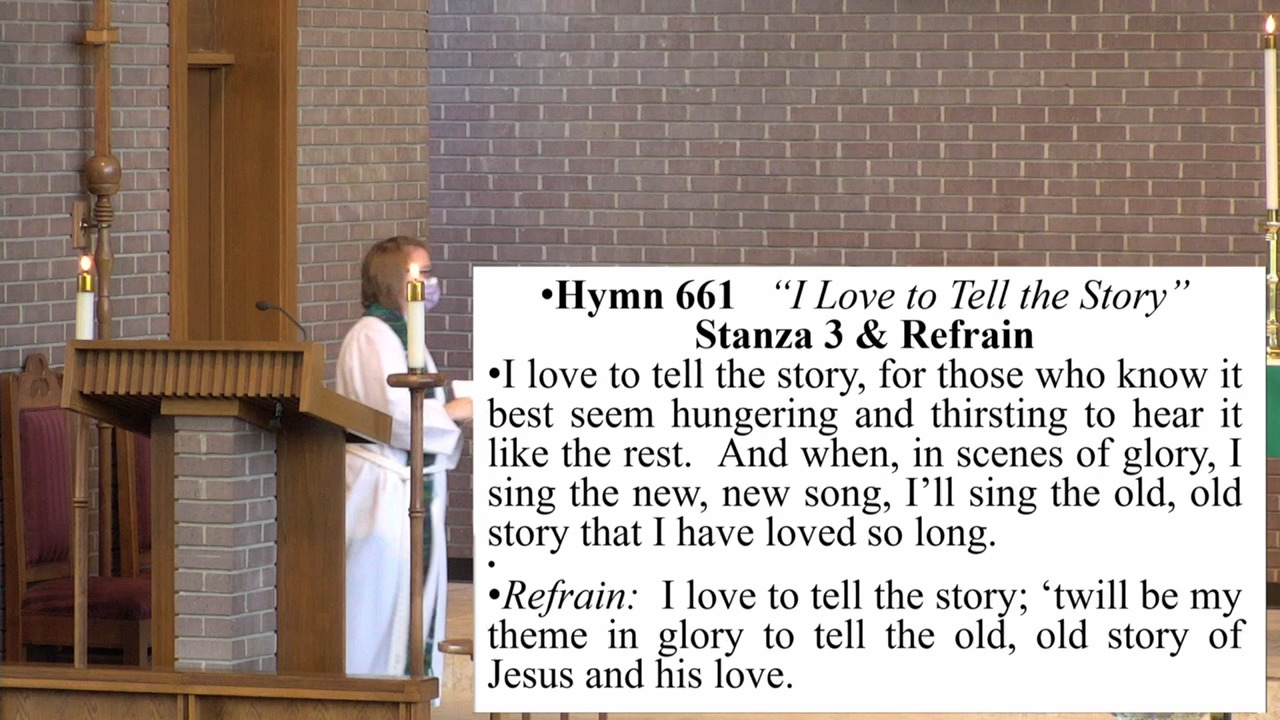 •Hymn 661 “I Love to Tell the Story”
Stanza 3 & Refrain
•I love to tell the story, for those who know it
best seem hungering and thirsting to hear it
like the rest. And when, in scenes of glory, I
sing the new, new song, I’ll sing the old, old
story that I have loved so long.
•
•Refrain: I love to tell the story; ‘twill be my
theme in glory to tell the old, old story of
Jesus and his love.